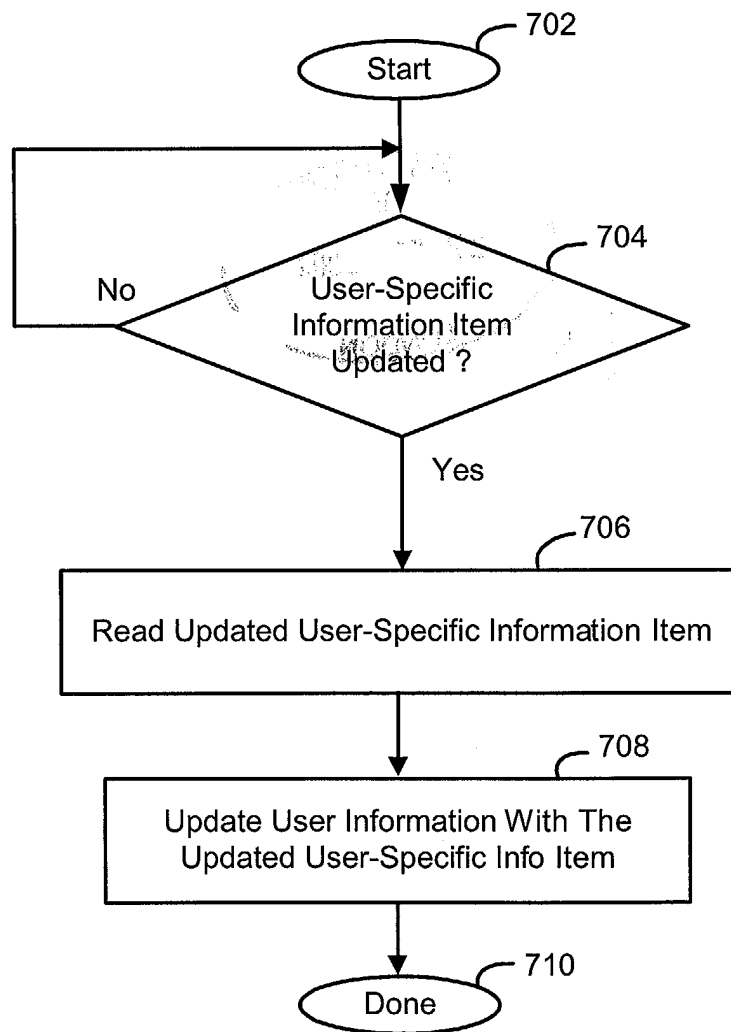 702
Start
704
No
User-Specific
Information Item
Updated ?
Yes
706
Read Updated User-Specific Information Item
708
Update User Information With The
Updated User-Specific Info Item
710
Done